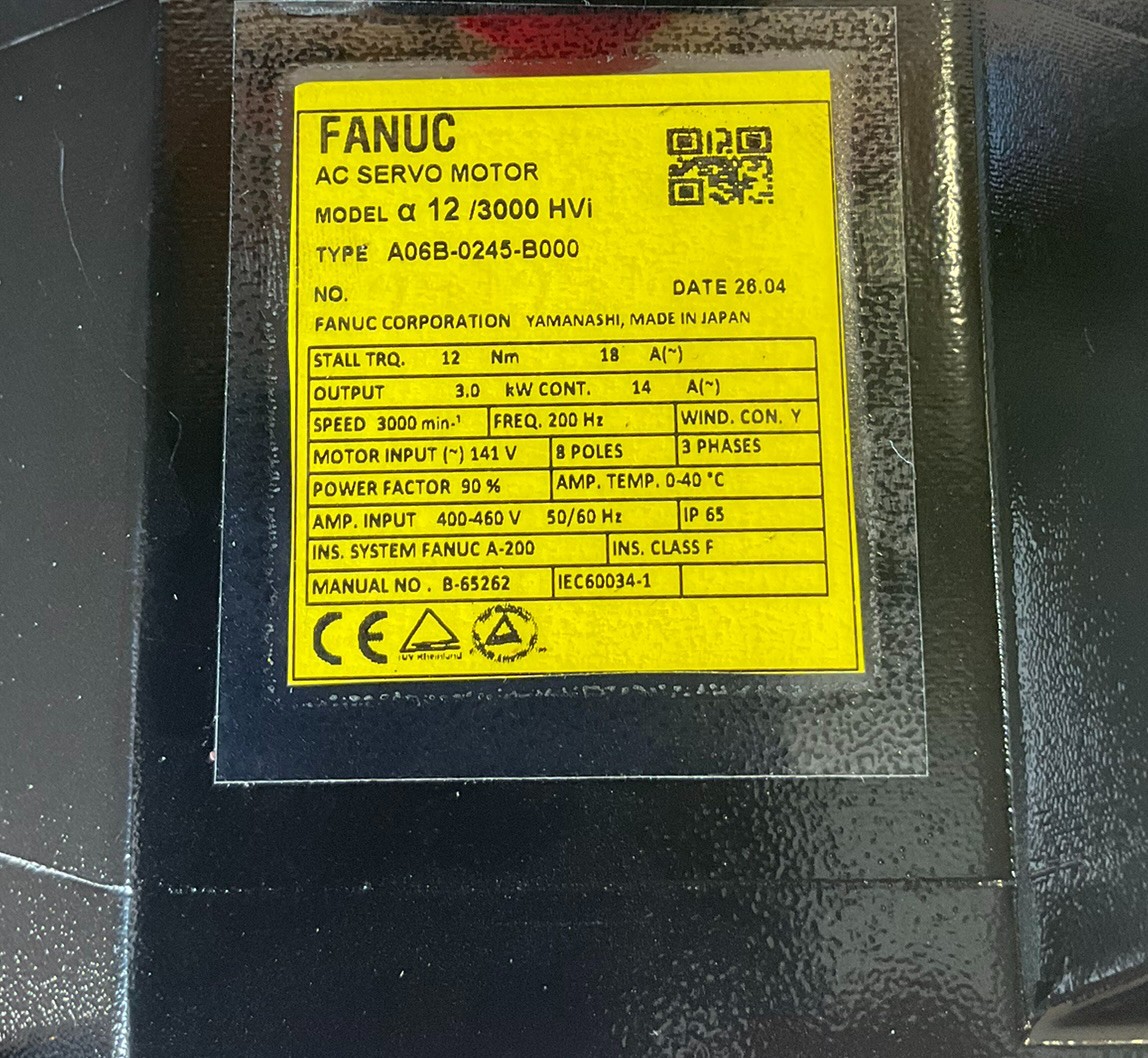 FANUC
AC SERVO MOTOR
MODEL α 12 /3000 HVi
TYPE A06B-0245-B000
NO. DATE 26.04
FANUC CORPORATION YAMANASHI, MADE IN JAPAN
STALL TRQ. 12 Nm 18 A(~)
OUTPUT 3.0 kW CONT. 14 A(~)
SPEED 3000 min-¹ FREQ. 200 Hz WIND. CON. Y
MOTOR INPUT (~) 141 V 8 POLES 3 PHASES
POWER FACTOR 90 % AMP. TEMP. 0-40 °C
AMP. INPUT 400-460 V 50/60 Hz IP 65
INS. SYSTEM FANUC A-200 INS. CLASS F
MANUAL NO . B-65262 IEC60034-1
CE TUV Rheinland